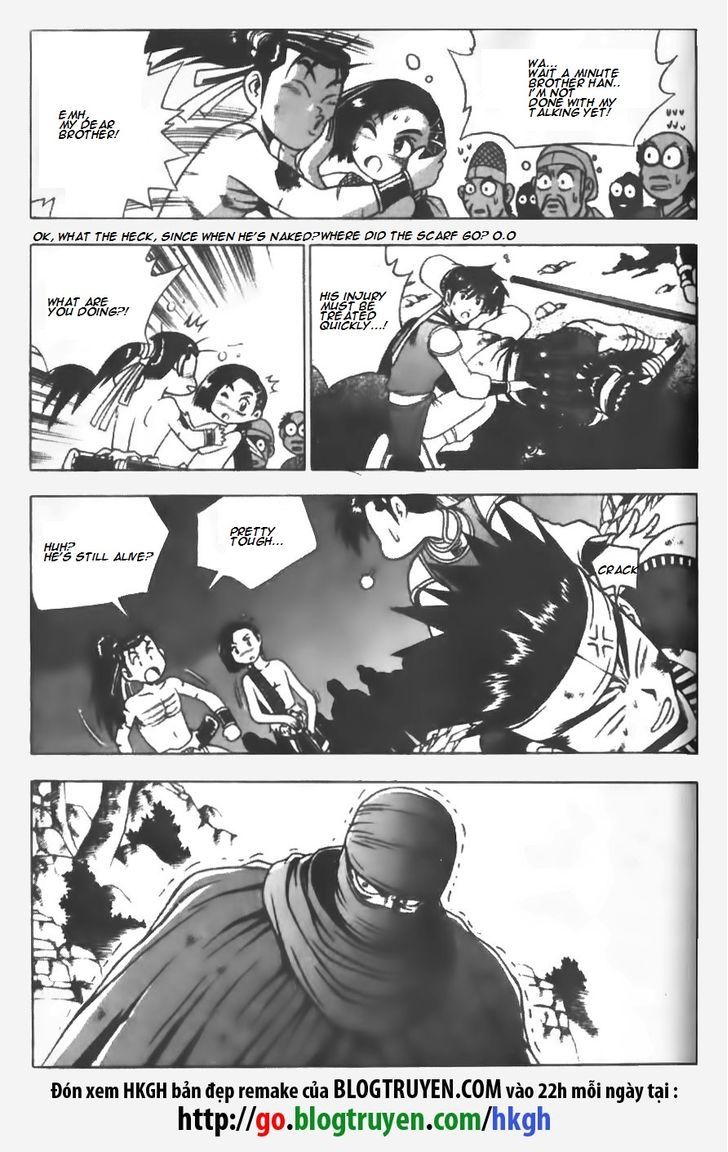 EMH,
MY DEAR
BROTHER!
WA...
WAIT A MINUTE
BROTHER HAN..
I'M NOT
DONE WITH MY
TALKING YET!
OK, WHAT THE HECK, SINCE WHEN HE'S NAKED?WHERE DID THE SCARF GO? O.O
WHAT ARE
YOU DOING?!
HIS INJURY
MUST BE
TREATED
QUICKLY...!
HUH?
HE'S STILL ALIVE?
PRETTY
TOUGH...
CRACK
Đón xem HKGH bản đẹp remake của BLOGTRUYEN.COM vào 22h mỗi ngày tại :
http://go.blogtruyen.com/hkgh